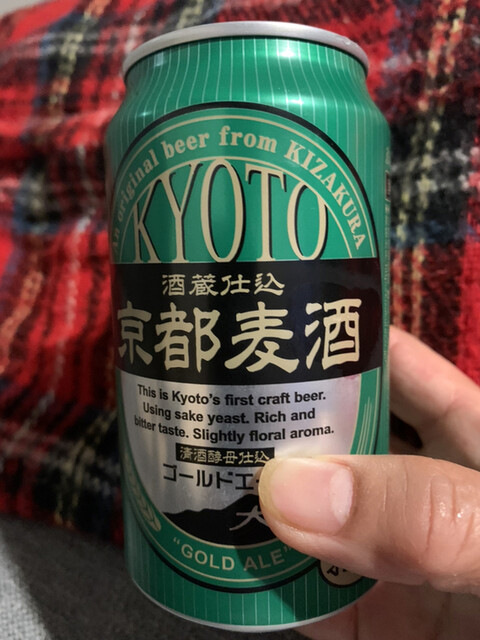 An original beer from KIZAKURA
KYOTO
酒蔵仕込
京都麦酒
This is Kyoto's first craft beer.
Using sake yeast. Rich and
bitter taste. Slightly floral aroma.
清酒酵母仕込
ゴールドエ
"GOLD ALE"